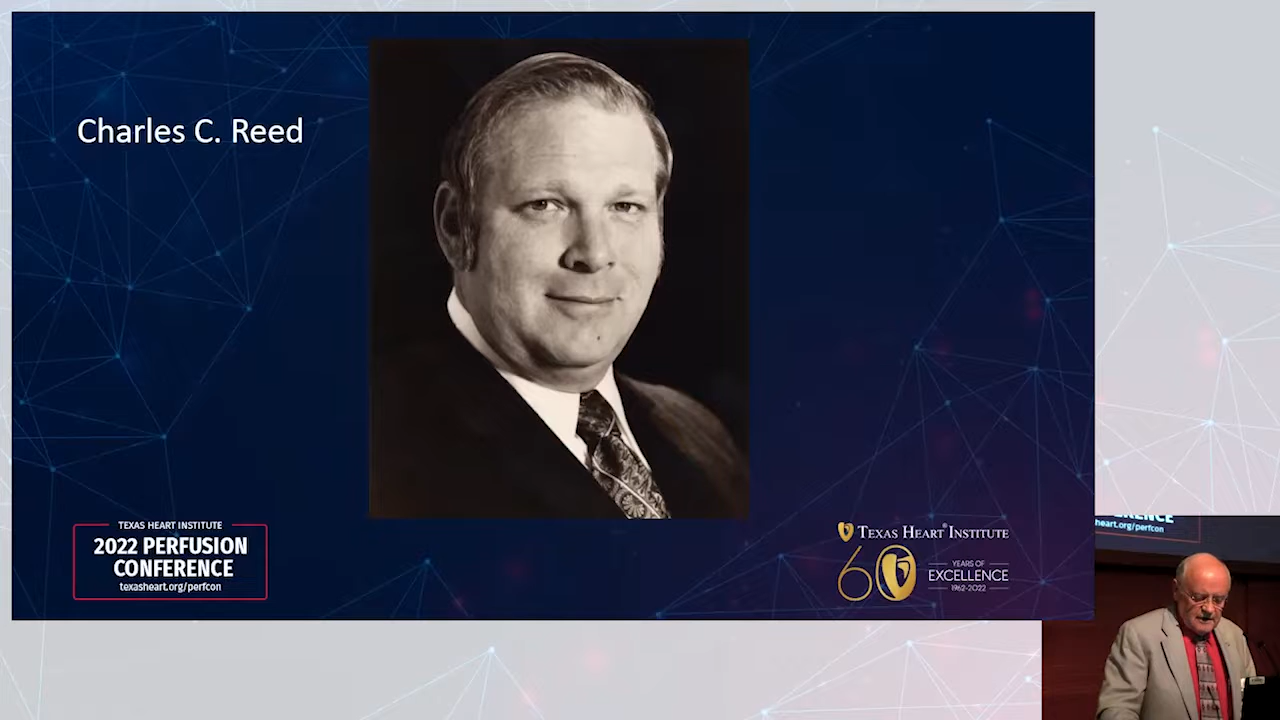 Charles C. Reed
TEXAS HEART INSTITUTE
2022 PERFUSION
CONFERENCE
texasheart.org/perfcon
TEXAS HEART® INSTITUTE
60
YEARS OF
EXCELLENCE
1962-2022
heart.org/perfcon